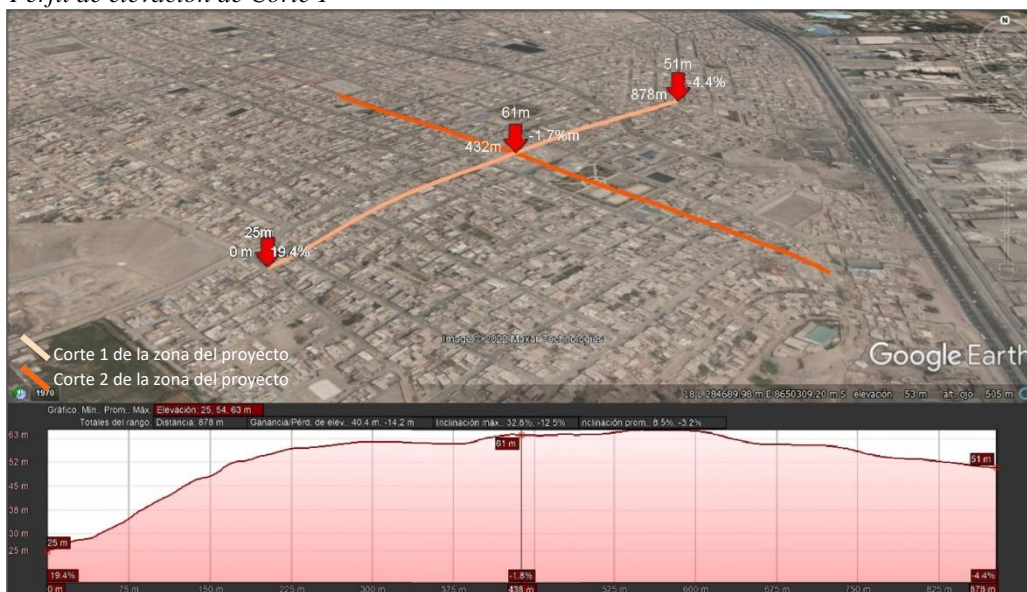 Perfil de elevación de Corte 1
N
51m
-4.4%
878m
61m
-1.7%m
432m
25m
0 m 19.4%
Image © 2022 Maxar Technologies
Google Earth
Corte 1 de la zona del proyecto
Corte 2 de la zona del proyecto
1970
18 L 284689.98 m E 8650309.20 m S elevación 53 m alt. ojo 505 m
Gráfico: Mín., Prom., Máx. Elevación: 25, 54, 63 m
Totales del rango: Distancia: 878 m Ganancia/Pérd. de elev.: 40.4 m, -14.2 m Inclinación máx.: 32.8%, -12.5% Inclinación prom.: 8.5%, -3.2%
63 m
61 m
52 m
51 m
45 m
38 m
30 m
25 m
25 m
19.4%
-1.8%
-4.4%
0 m 75 m 150 m 225 m 300 m 375 m 438 m 525 m 600 m 675 m 750 m 825 m 878 m